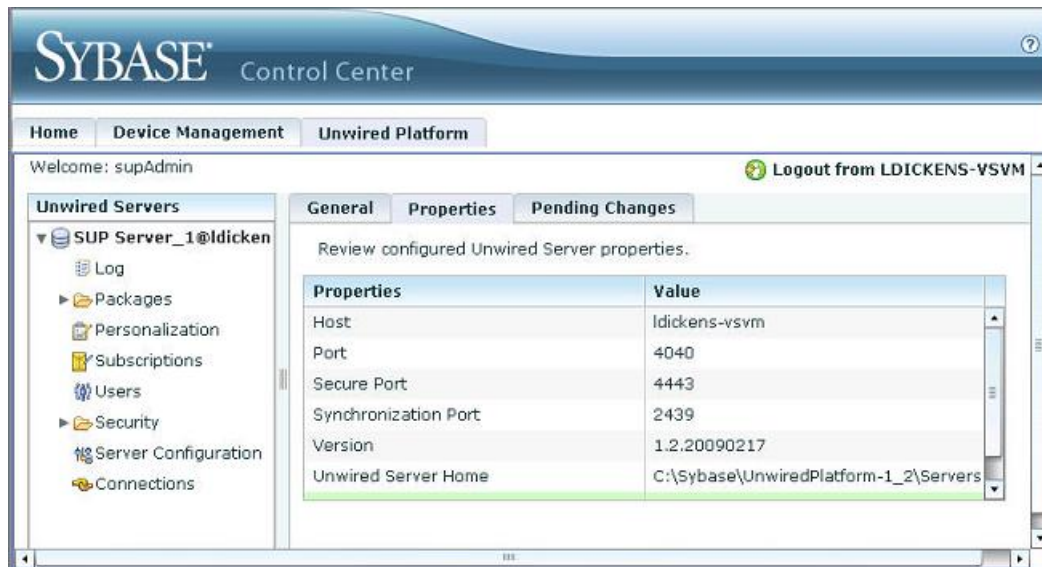 SYBASE Control Center
?
Home Device Management Unwired Platform
Welcome: supAdmin
Logout from LDICKENS-VSVM
Unwired Servers
SUP Server_1@ldicken
Log
Packages
Personalization
Subscriptions
Users
Security
Server Configuration
Connections
General Properties Pending Changes
Review configured Unwired Server properties.
Properties Value
Host ldickens-vsvm
Port 4040
Secure Port 4443
Synchronization Port 2439
Version 1.2.20090217
Unwired Server Home C:\Sybase\UnwiredPlatform-1_2\Servers